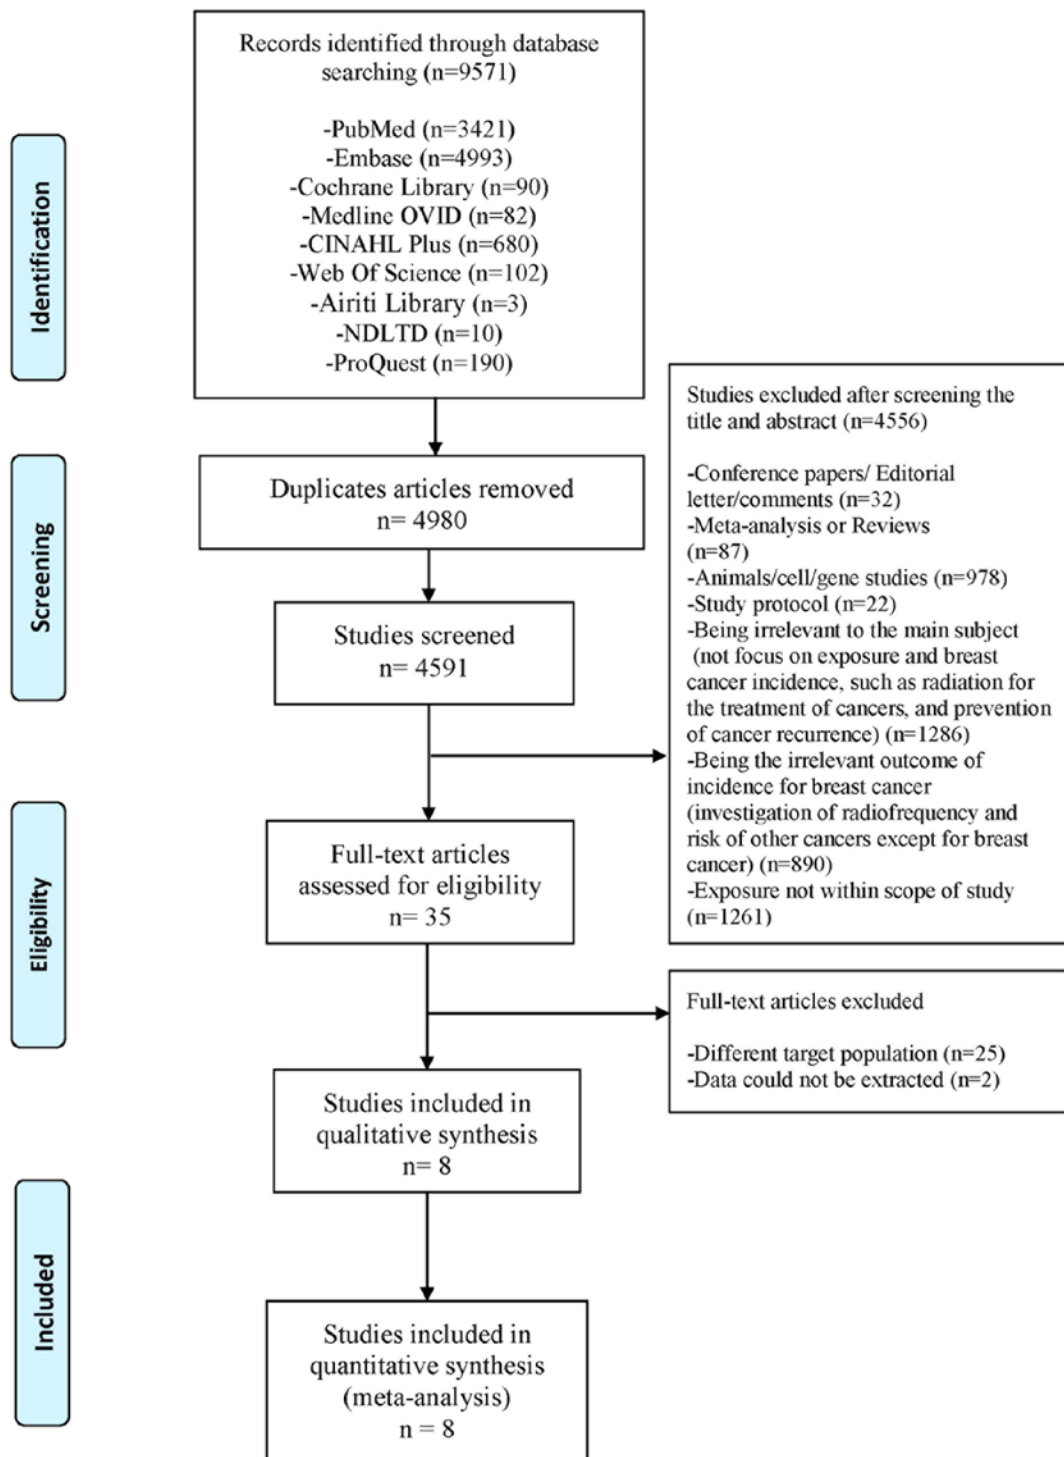 Identification
Records identified through database
searching (n=9571)
-PubMed (n=3421)
-Embase (n=4993)
-Cochrane Library (n=90)
-Medline OVID (n=82)
-CINAHL Plus (n=680)
-Web Of Science (n=102)
-Airiti Library (n=3)
-NDLTD (n=10)
-ProQuest (n=190)
Screening
Duplicates articles removed
n= 4980
Studies screened
n= 4591
Studies excluded after screening the
title and abstract (n=4556)
-Conference papers/ Editorial
letter/comments (n=32)
-Meta-analysis or Reviews
(n=87)
-Animals/cell/gene studies (n=978)
-Study protocol (n=22)
-Being irrelevant to the main subject
(not focus on exposure and breast
cancer incidence, such as radiation for
the treatment of cancers, and prevention
of cancer recurrence) (n=1286)
-Being the irrelevant outcome of
incidence for breast cancer
(investigation of radiofrequency and
risk of other cancers except for breast
cancer) (n=890)
-Exposure not within scope of study
(n=1261)
Eligibility
Full-text articles
assessed for eligibility
n= 35
Full-text articles excluded
-Different target population (n=25)
-Data could not be extracted (n=2)
Studies included in
qualitative synthesis
n= 8
Included
Studies included in
quantitative synthesis
(meta-analysis)
n = 8